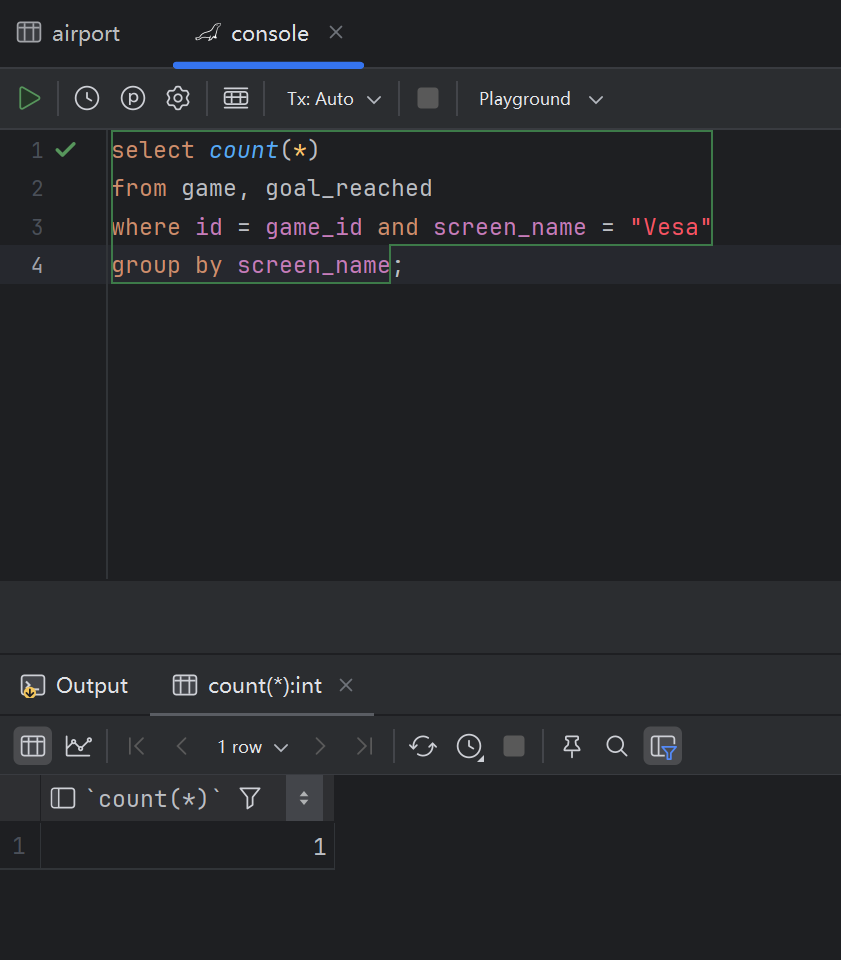 airport console
Tx: Auto Playground
1 select count(*)
2 from game, goal_reached
3 where id = game_id and screen_name = "Vesa"
4 group by screen_name;
Output count(*):int
1 row
`count(*)`
1 1